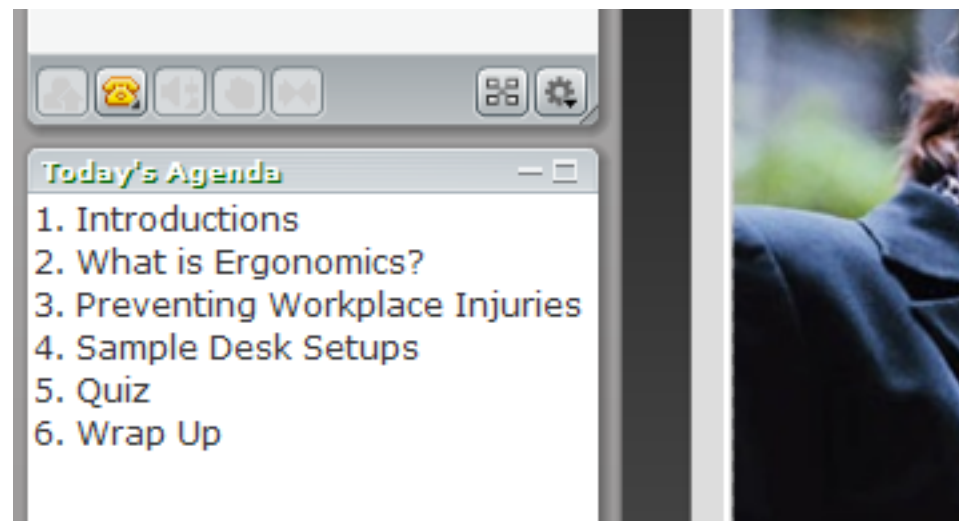 Today's Agenda
1. Introductions
2. What is Ergonomics?
3. Preventing Workplace Injuries
4. Sample Desk Setups
5. Quiz
6. Wrap Up